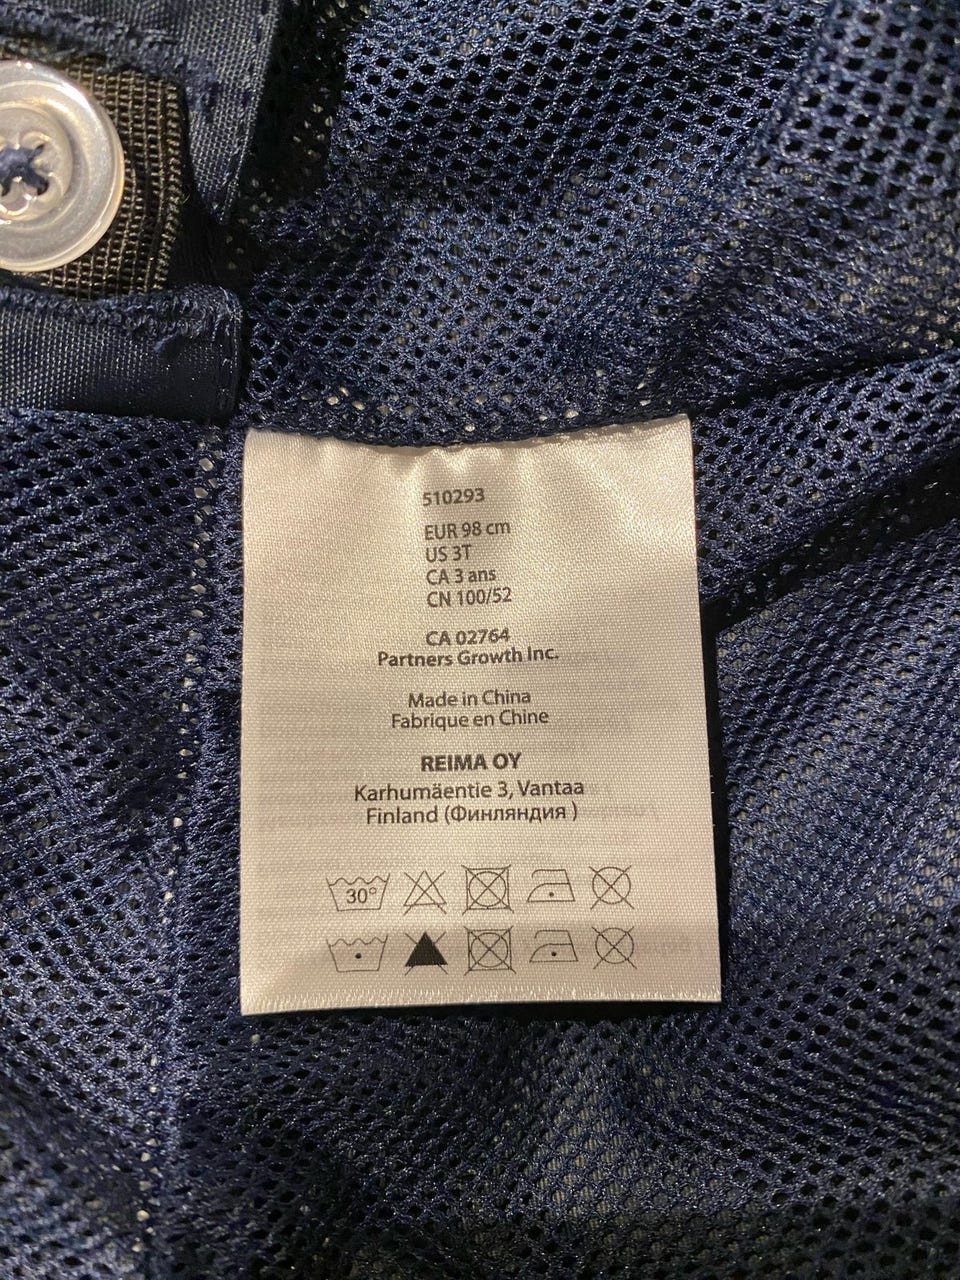 510293
EUR 98 cm
US 3T
CA 3 ans
CN 100/52
CA 02764
Partners Growth Inc.
Made in China
Fabrique en Chine
REIMA OY
Karhumäentie 3, Vantaa
Finland (Финляндия )
30°